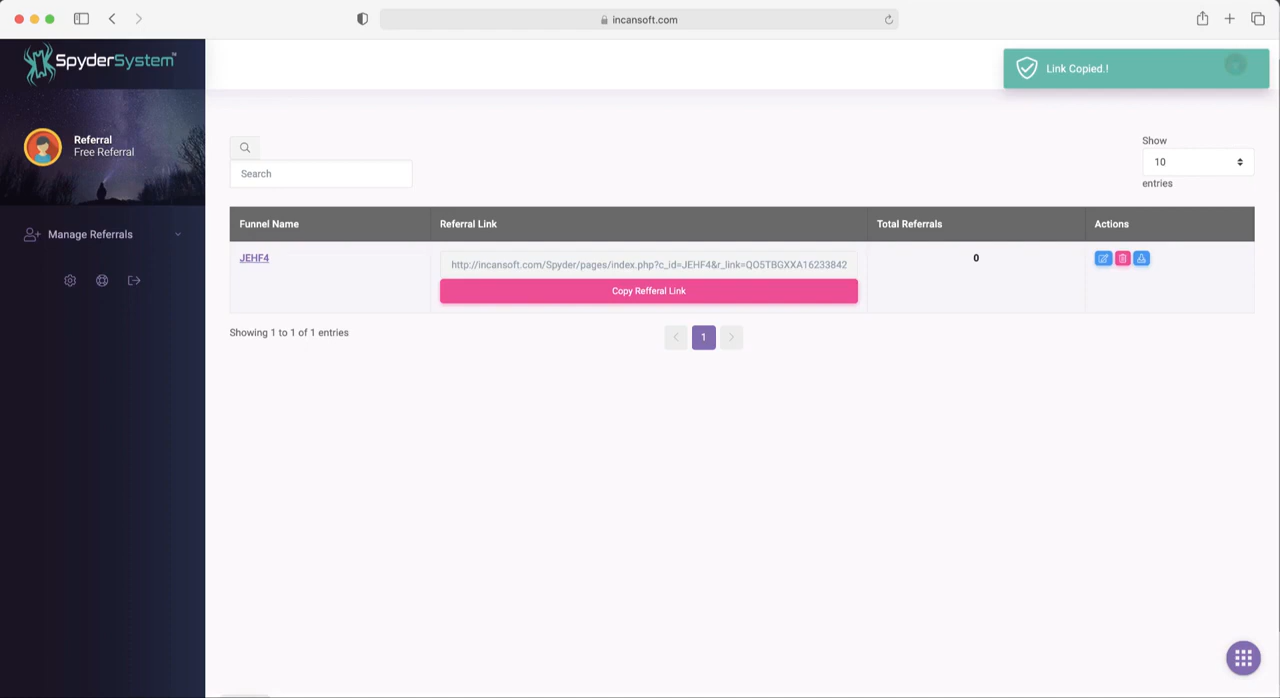 incansoft.com
SpyderSystem™
Link Copied.!
Referral
Free Referral
Manage Referrals
Search
Show
10
entries
Funnel Name
Referral Link
Total Referrals
Actions
JEHF4
http://incansoft.com/Spyder/pages/index.php?c_id=JEHF4&r_link=QO5TBGXXA16233842
0
Copy Refferal Link
Showing 1 to 1 of 1 entries
1